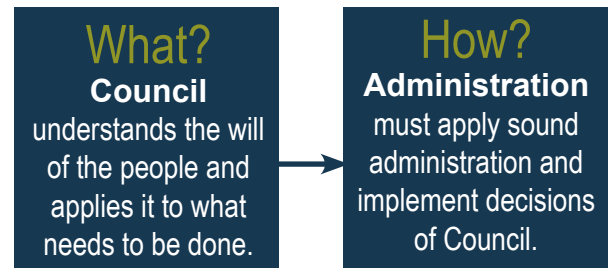 What?
Council
understands the will
of the people and
applies it to what
needs to be done.
How?
Administration
must apply sound
administration and
implement decisions
of Council.